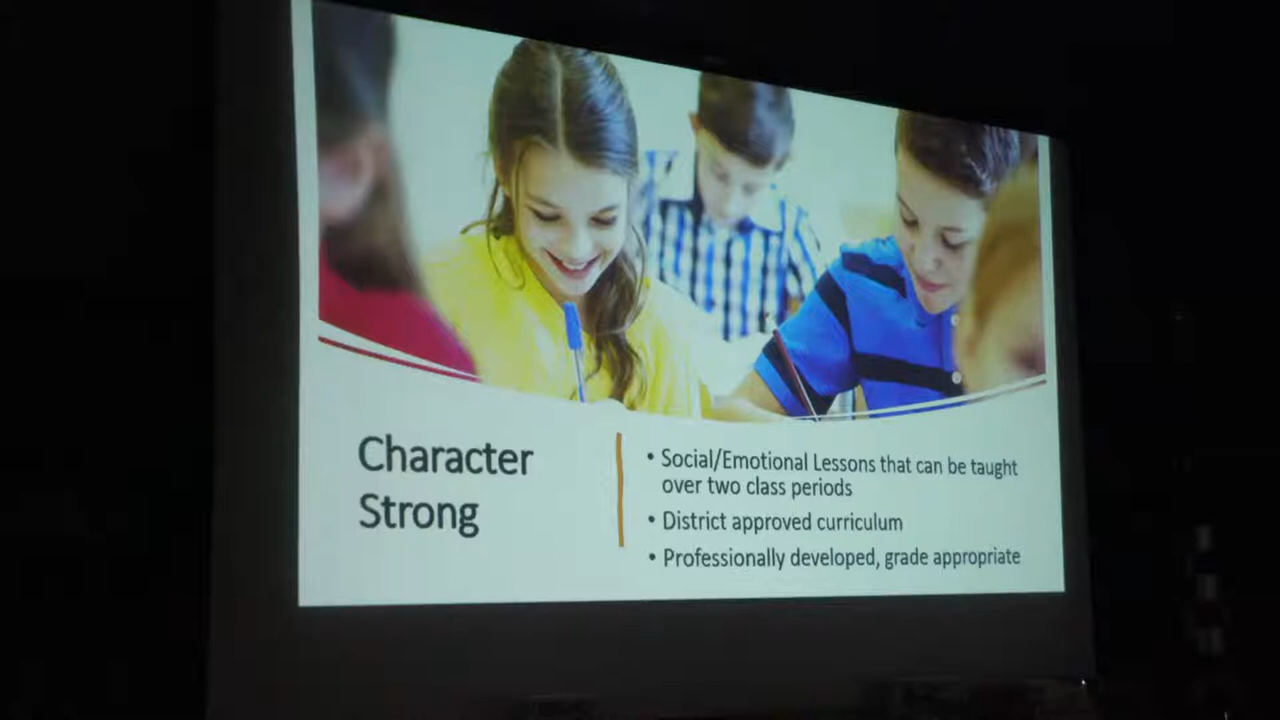 Character
Strong
• Social/Emotional Lessons that can be taught
over two class periods
• District approved curriculum
• Professionally developed, grade appropriate